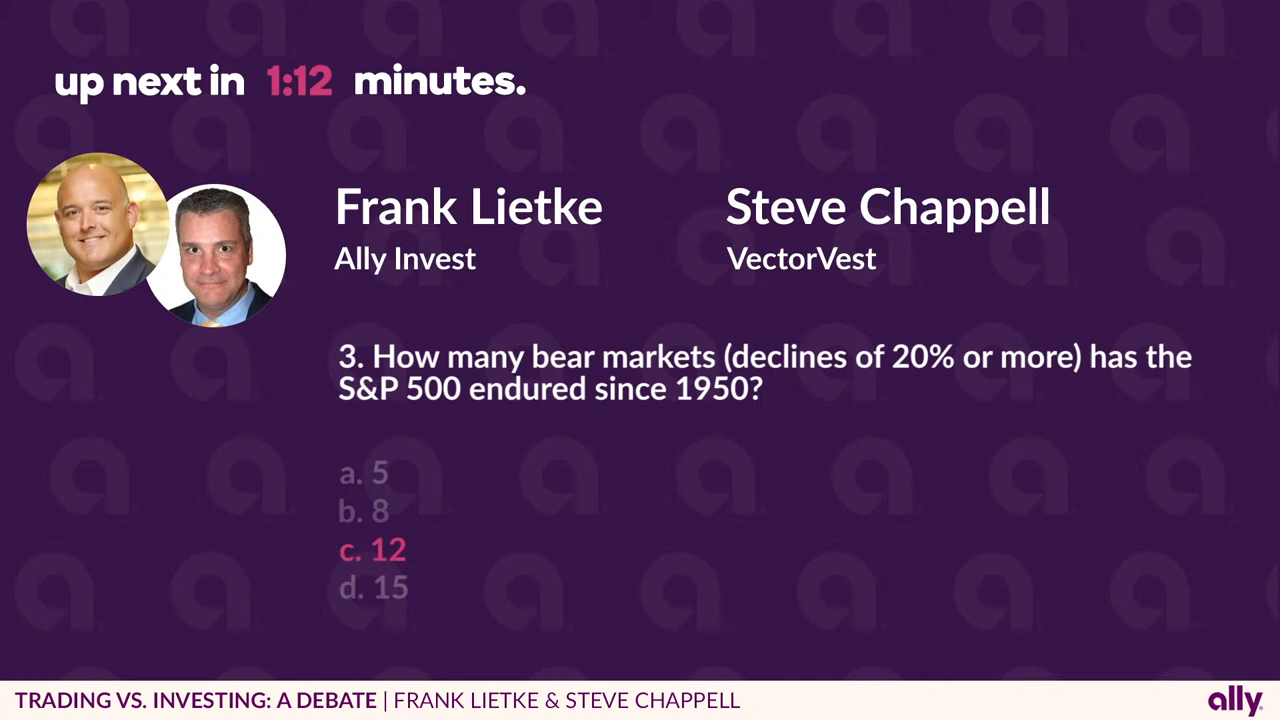 up next in 1:12 minutes.
Frank Lietke
Steve Chappell
Ally Invest
VectorVest
3. How many bear markets (declines of 20% or more) has the
S&P 500 endured since 1950?
a. 5
b. 8
c. 12
d. 15
TRADING VS. INVESTING: A DEBATE | FRANK LIETKE & STEVE CHAPPELL
ally